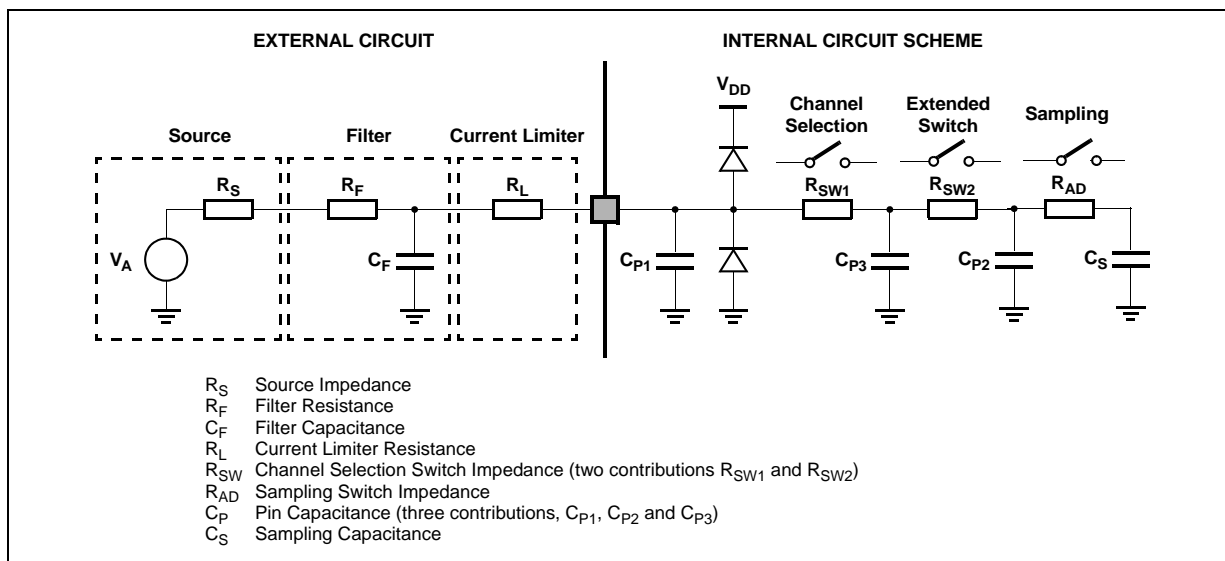 EXTERNAL CIRCUIT
INTERNAL CIRCUIT SCHEME
VDD
Channel
Selection
Extended
Switch
Sampling
Source
Filter
Current Limiter
RS
RF
RL
RSW1
RSW2
RAD
VA
CF
CP1
CP3
CP2
CS
RS Source Impedance
RF Filter Resistance
CF Filter Capacitance
RL Current Limiter Resistance
RSW Channel Selection Switch Impedance (two contributions RSW1 and RSW2)
RAD Sampling Switch Impedance
CP Pin Capacitance (three contributions, CP1, CP2 and CP3)
CS Sampling Capacitance